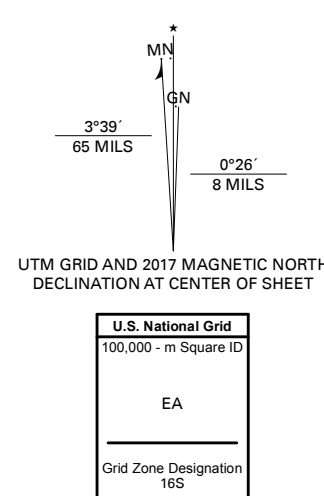 ★
MN
GN
3°39´
65 MILS
0°26´
8 MILS
UTM GRID AND 2017 MAGNETIC NORTH
DECLINATION AT CENTER OF SHEET
U.S. National Grid
100,000 - m Square ID
EA
Grid Zone Designation
16S